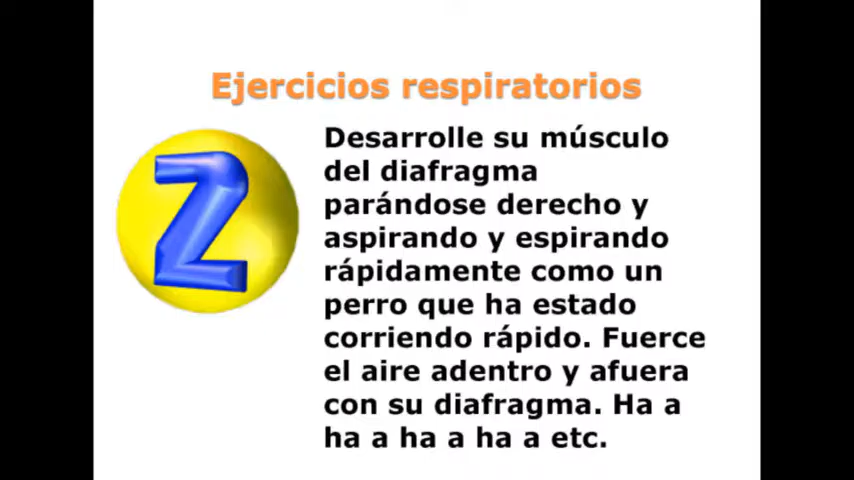 Ejercicios respiratorios
2
Desarrolle su músculo
del diafragma
parándose derecho y
aspirando y espirando
rápidamente como un
perro que ha estado
corriendo rápido. Fuerce
el aire adentro y afuera
con su diafragma. Ha a
ha a ha a ha a etc.